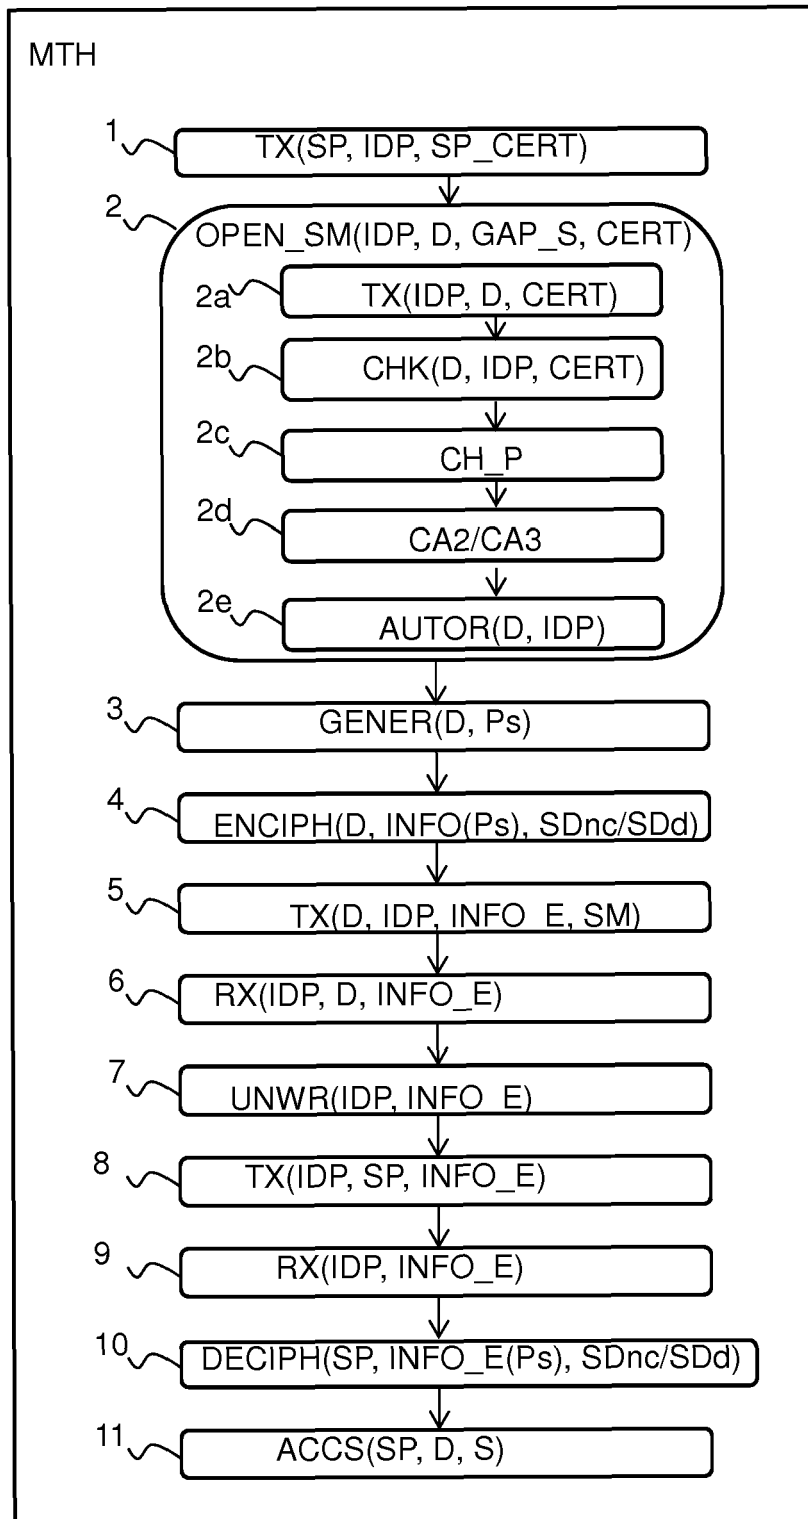 MTH
1
TX(SP, IDP, SP_CERT)
2
OPEN_SM(IDP, D, GAP_S, CERT)
2a
TX(IDP, D, CERT)
2b
CHK(D, IDP, CERT)
2c
CH_P
2d
CA2/CA3
2e
AUTOR(D, IDP)
3
GENER(D, Ps)
4
ENCIPH(D, INFO(Ps), SDnc/SDd)
5
TX(D, IDP, INFO_E, SM)
6
RX(IDP, D, INFO_E)
7
UNWR(IDP, INFO_E)
8
TX(IDP, SP, INFO_E)
9
RX(IDP, INFO_E)
10
DECIPH(SP, INFO_E(Ps), SDnc/SDd)
11
ACCS(SP, D, S)